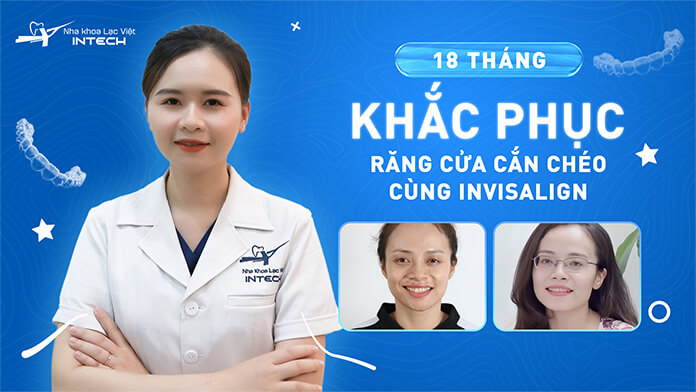 Nha khoa Lạc Việt
INTECH
18 THÁNG
KHẮC PHỤC
RĂNG CỬA CẮN CHÉO
CÙNG INVISALIGN
Nha Khoa Lạc Việt
INTECH